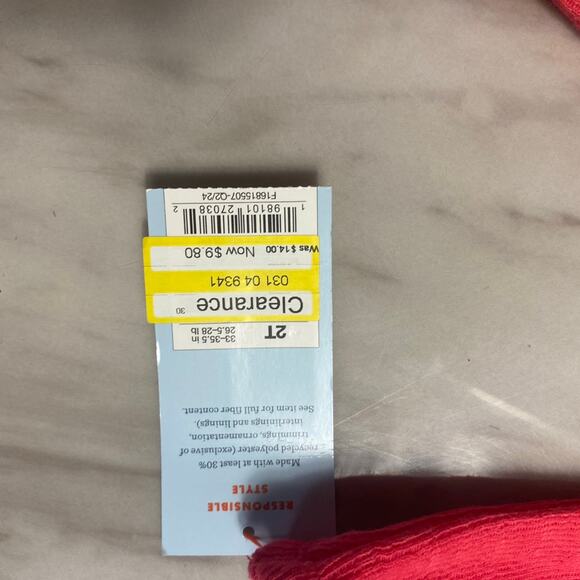 RESPONSIBLE
STYLE
Made with at least 30%
recycled polyester (exclusive of
trimmings, ornamentation,
interlinings and linings).
See item for full fiber content.
2T
33-35.5 in
26.5-28 lb
Clearance 30
031 04 9341
Was $14.00 Now $9.80
1 98101 27038 2
F16815507-Q2/24